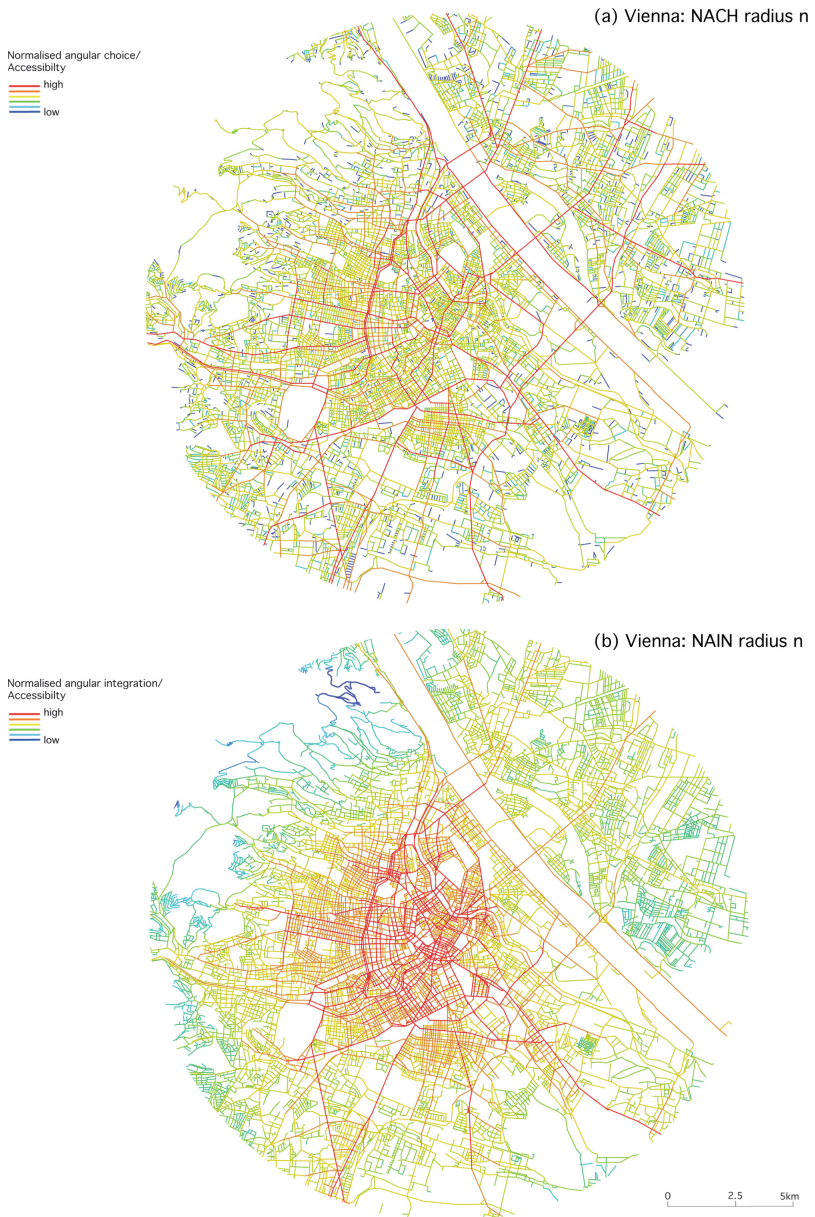 (a) Vienna: NACH radius n
Normalised angular choice/
Accessibilty
high
low
(b) Vienna: NAIN radius n
Normalised angular integration/
Accessibilty
high
low
0 2.5 5km